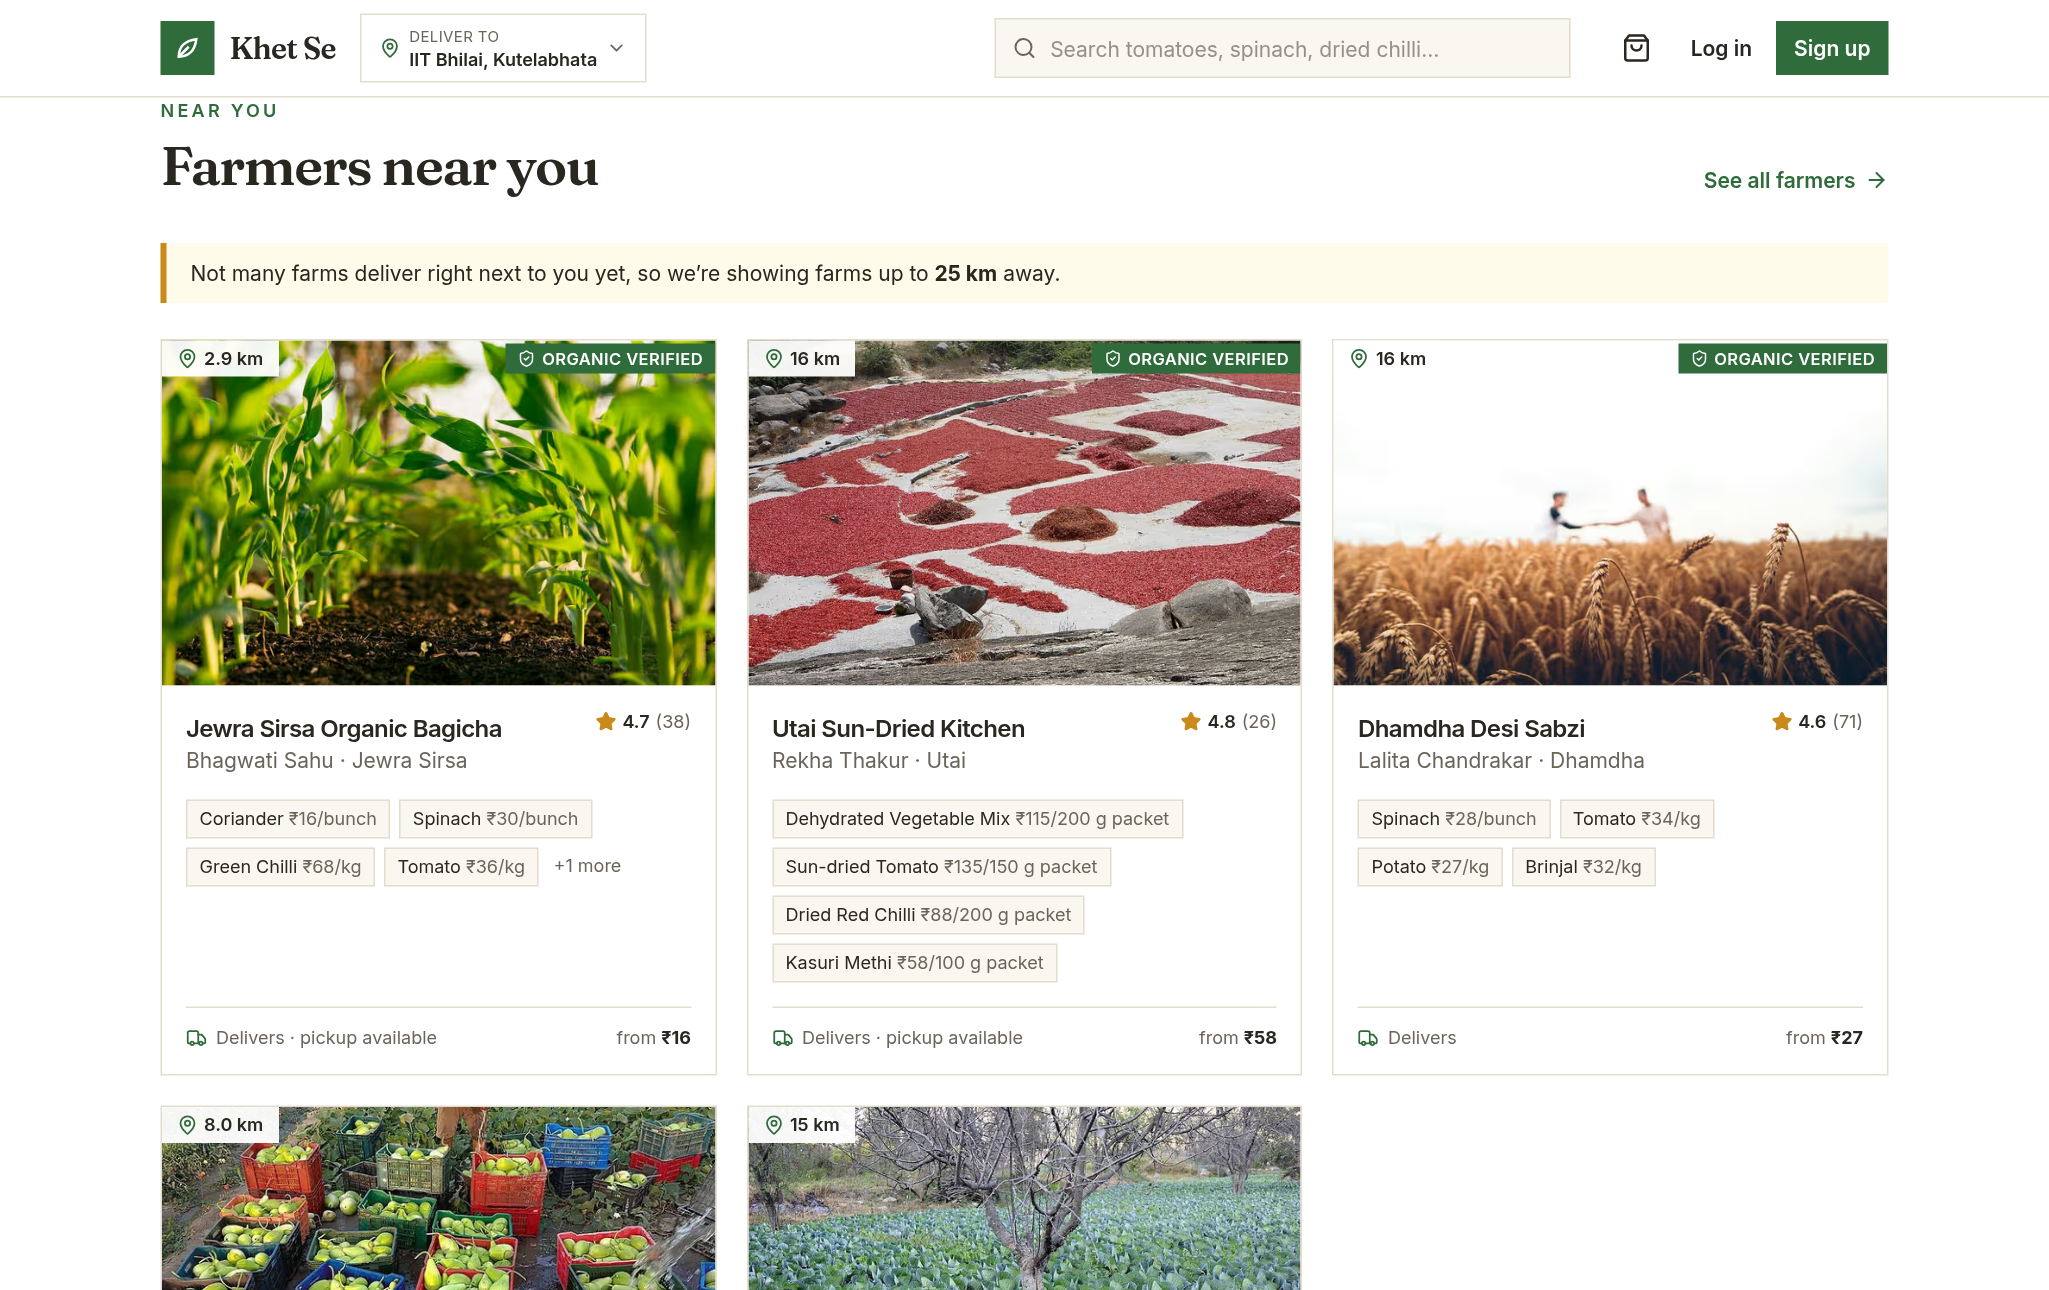 Khet Se
DELIVER TO
IIT Bhilai, Kutelabhata
Search tomatoes, spinach, dried chilli...
Log in
Sign up
NEAR YOU
Farmers near you
See all farmers
Not many farms deliver right next to you yet, so we’re showing farms up to 25 km away.
2.9 km
ORGANIC VERIFIED
Jewra Sirsa Organic Bagicha
4.7 (38)
Bhagwati Sahu · Jewra Sirsa
Coriander ₹16/bunch
Spinach ₹30/bunch
Green Chilli ₹68/kg
Tomato ₹36/kg
+1 more
Delivers · pickup available
from ₹16
16 km
ORGANIC VERIFIED
Utai Sun-Dried Kitchen
4.8 (26)
Rekha Thakur · Utai
Dehydrated Vegetable Mix ₹115/200 g packet
Sun-dried Tomato ₹135/150 g packet
Dried Red Chilli ₹88/200 g packet
Kasuri Methi ₹58/100 g packet
Delivers · pickup available
from ₹58
16 km
ORGANIC VERIFIED
Dhamdha Desi Sabzi
4.6 (71)
Lalita Chandrakar · Dhamdha
Spinach ₹28/bunch
Tomato ₹34/kg
Potato ₹27/kg
Brinjal ₹32/kg
Delivers
from ₹27
8.0 km
15 km